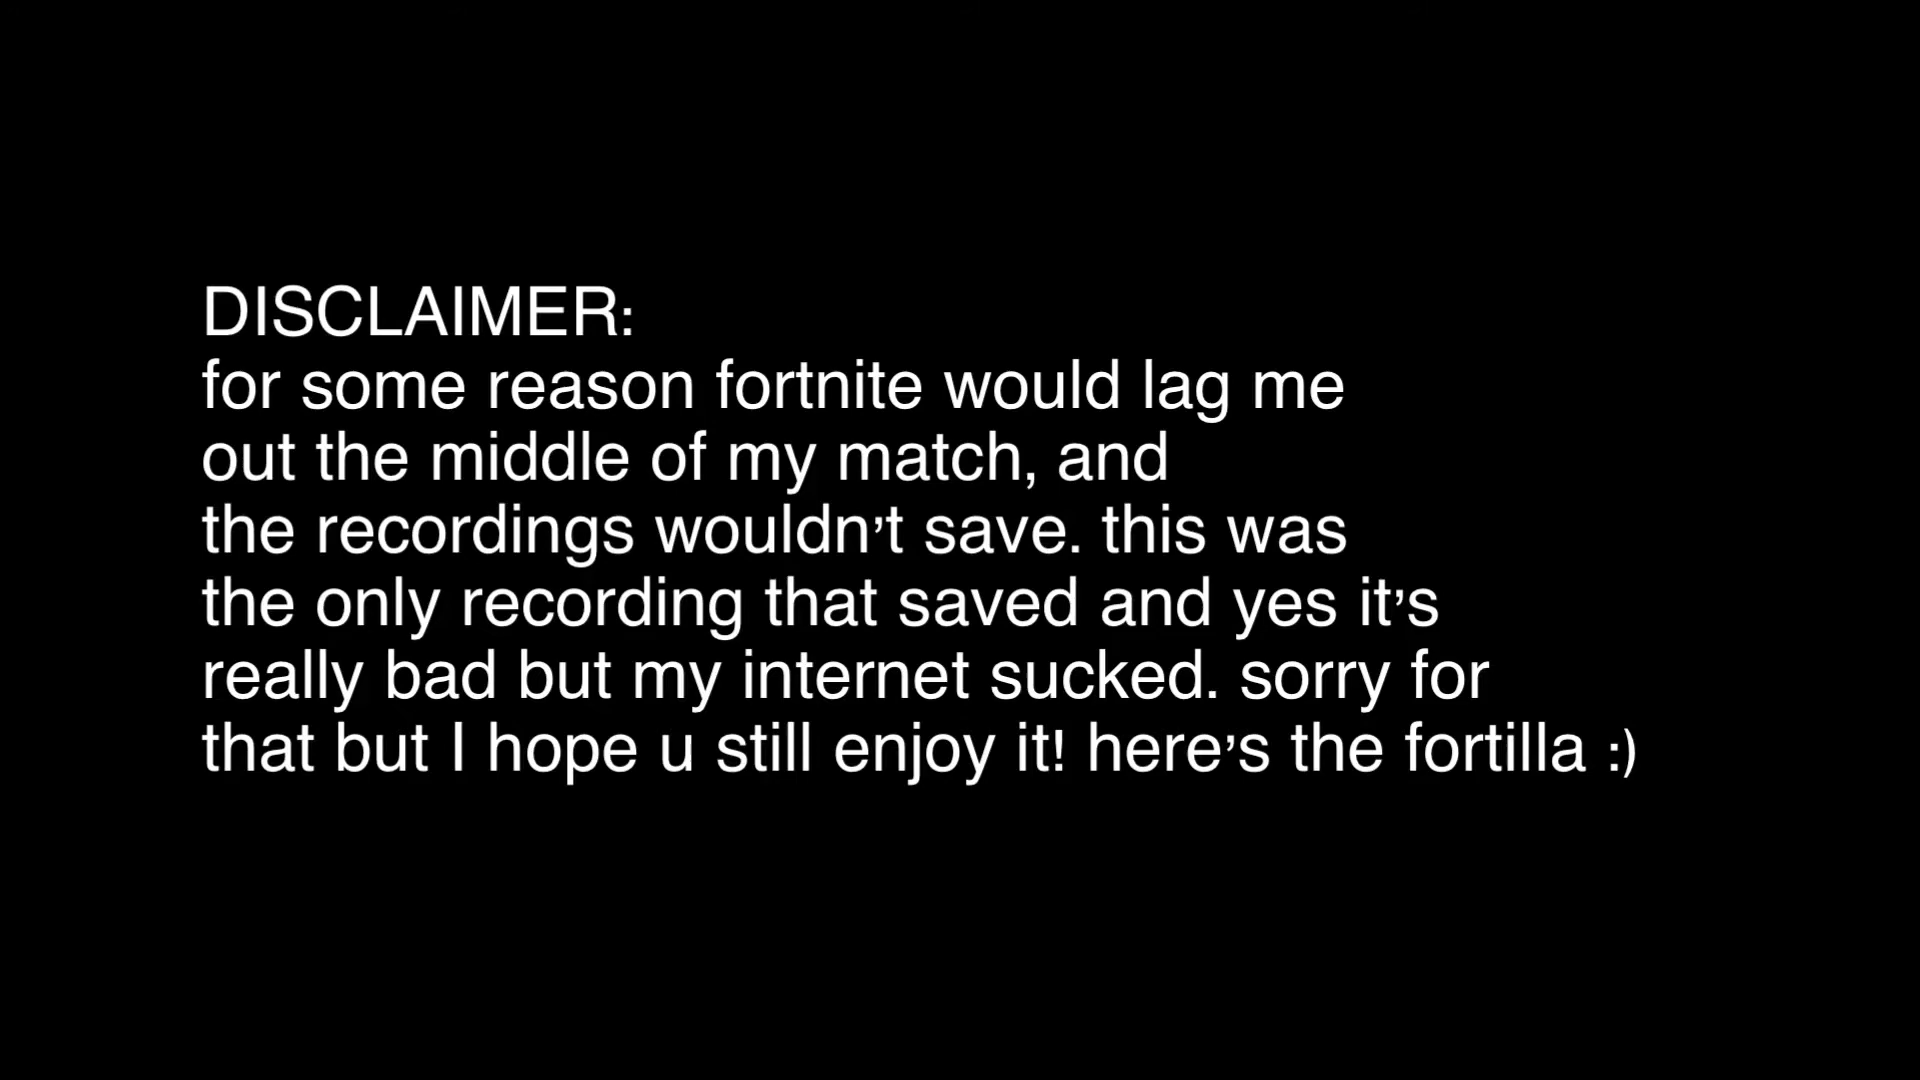 DISCLAIMER:
for some reason fortnite would lag me
out the middle of my match, and
the recordings wouldn't save. this was
the only recording that saved and yes it's
really bad but my internet sucked. sorry for
that but I hope u still enjoy it! here's the fortilla :)